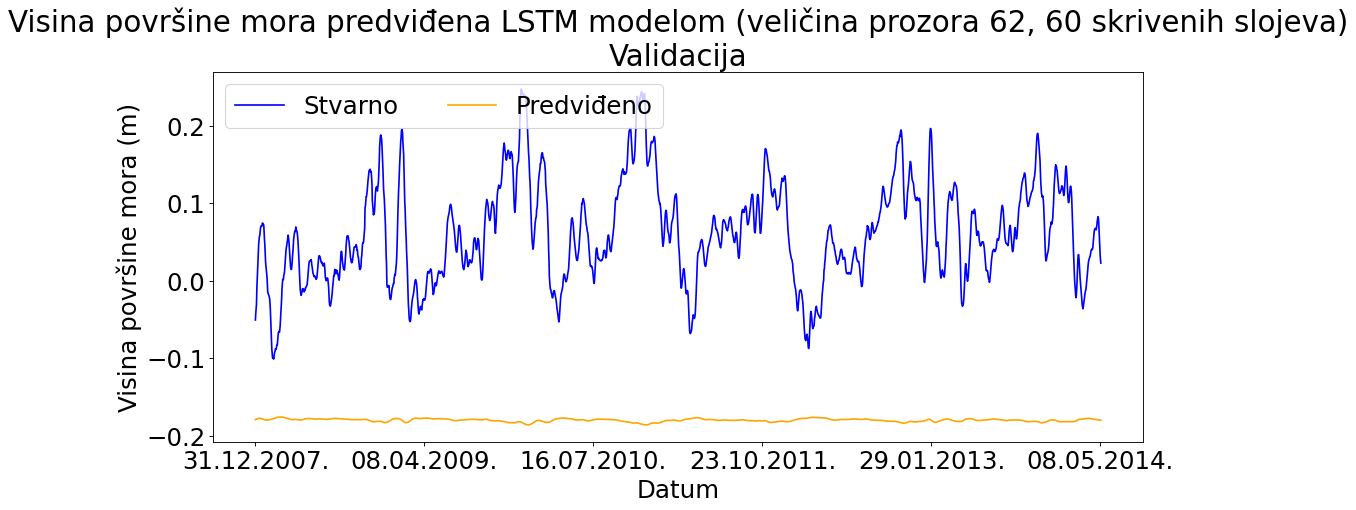 Visina površine mora predviđena LSTM modelom (veličina prozora 62, 60 skrivenih slojeva)
Validacija
Stvarno Predviđeno
Visina površine mora (m)
0.2
0.1
0.0
−0.1
−0.2
31.12.2007. 08.04.2009. 16.07.2010. 23.10.2011. 29.01.2013. 08.05.2014.
Datum